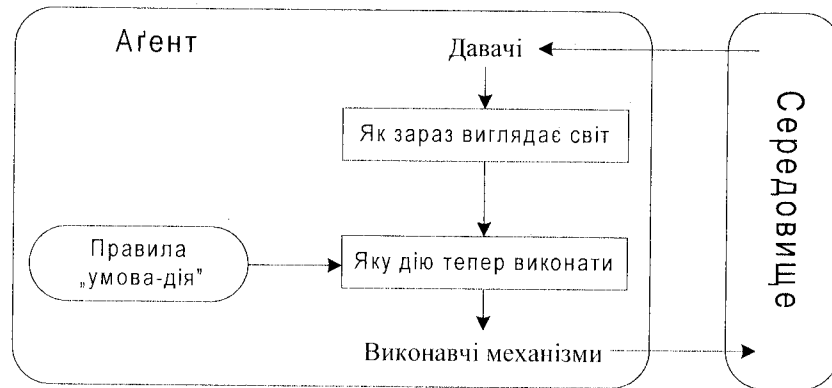 Аґент
Давачі
Як зараз виглядає світ
Правила
„умова-дія"
Яку дію тепер виконати
Виконавчі механізми
Середовище